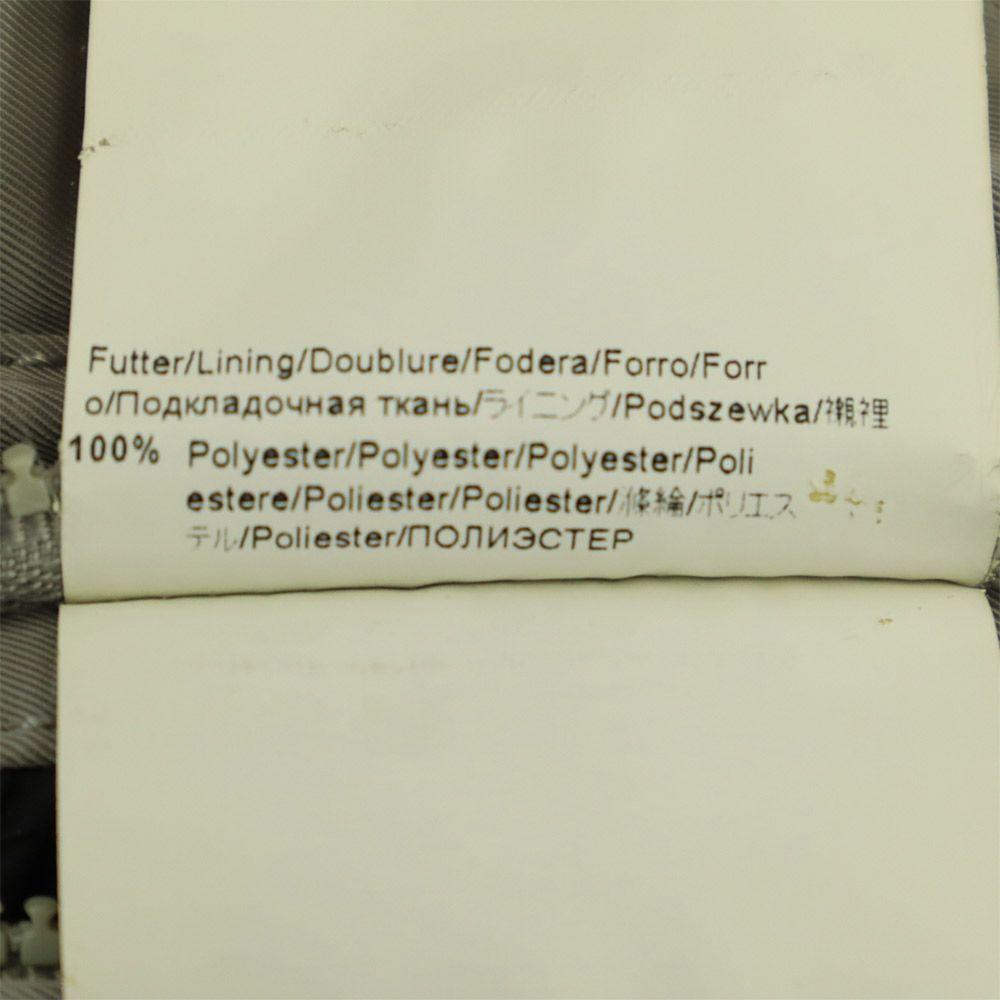 Futter/Lining/Doublure/Fodera/Forro/Forr
o/Подкладочная ткань/ライニング/Podszewka/襯裡
100% Polyester/Polyester/Polyester/Poli
estere/Poliester/Poliester/滌綸/ポリエス
テル/Poliester/ПОЛИЭСТЕР